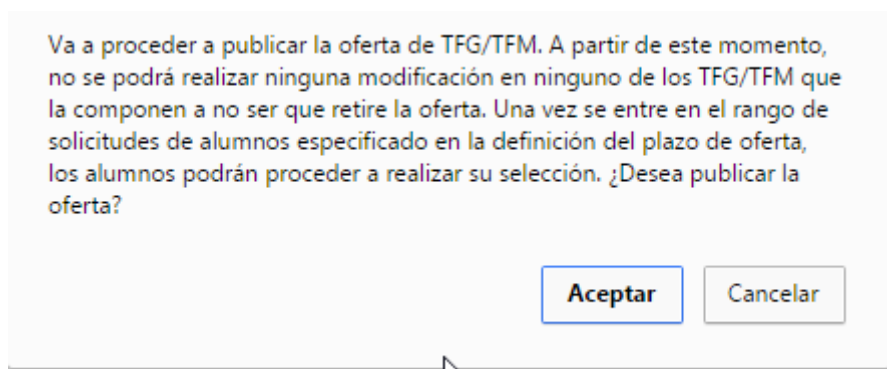 Va a proceder a publicar la oferta de TFG/TFM. A partir de este momento,
no se podrá realizar ninguna modificación en ninguno de los TFG/TFM que
la componen a no ser que retire la oferta. Una vez se entre en el rango de
solicitudes de alumnos especificado en la definición del plazo de oferta,
los alumnos podrán proceder a realizar su selección. ¿Desea publicar la
oferta?
Aceptar Cancelar